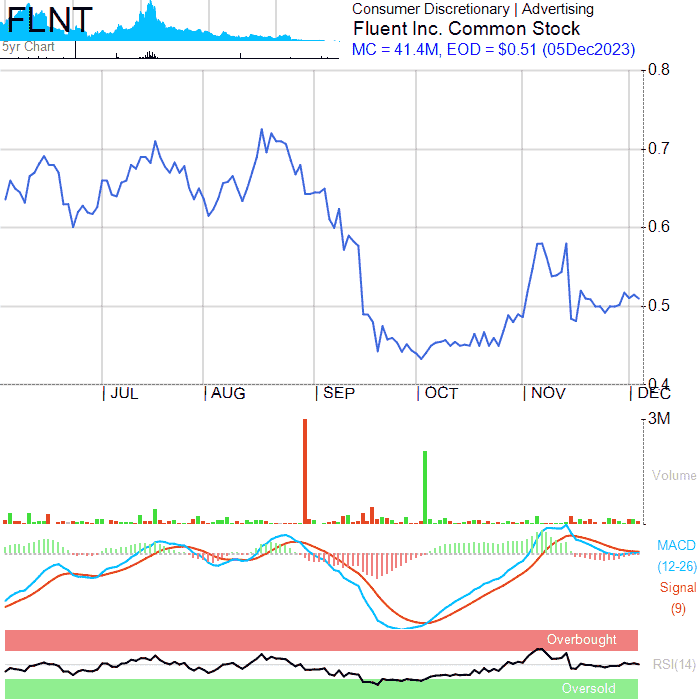 FLNT
5yr Chart
Consumer Discretionary | Advertising
Fluent Inc. Common Stock
MC = 41.4M, EOD = $0.51 (05Dec2023)
0.8
0.7
0.6
0.5
0.4
JUL AUG SEP OCT NOV DEC
3M
Volume
MACD
(12-26)
Signal
(9)
Overbought
RSI(14)
Oversold